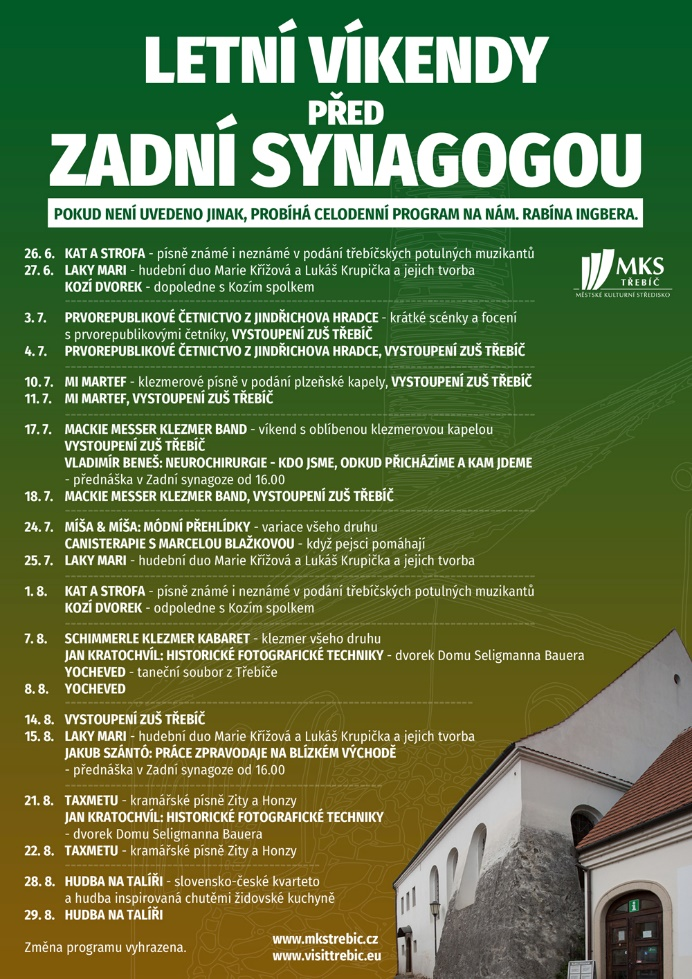 LETNÍ VÍKENDY
PŘED
ZADNÍ SYNAGOGOU
POKUD NENÍ UVEDENO JINAK, PROBÍHÁ CELODENNÍ PROGRAM NA NÁM. RABÍNA INGBERA.
26. 6. KAT A STROFA - písně známé i neznámé v podání třebíčských potulných muzikantů
27. 6. LAKY MARI - hudební duo Marie Křížová a Lukáš Krupička a jejich tvorba
KOZÍ DVOREK - dopoledne s Kozím spolkem
MKS
TŘEBÍČ
MĚSTSKÉ KULTURNÍ STŘEDISKO
3. 7. PRVOREPUBLIKOVÉ ČETNICTVO Z JINDŘICHOVA HRADCE - krátké scénky a focení
s prvorepublikovými četníky, VYSTOUPENÍ ZUŠ TŘEBÍČ
4. 7. PRVOREPUBLIKOVÉ ČETNICTVO Z JINDŘICHOVA HRADCE, VYSTOUPENÍ ZUŠ TŘEBÍČ
10. 7. MI MARTEF - klezmerové písně v podání plzeňské kapely, VYSTOUPENÍ ZUŠ TŘEBÍČ
11. 7. MI MARTEF, VYSTOUPENÍ ZUŠ TŘEBÍČ
17. 7. MACKIE MESSER KLEZMER BAND - víkend s oblíbenou klezmerovou kapelou
VYSTOUPENÍ ZUŠ TŘEBÍČ
VLADIMÍR BENEŠ: NEUROCHIRURGIE - KDO JSME, ODKUD PŘICHÁZÍME A KAM JDEME
- přednáška v Zadní synagoze od 16.00
18. 7. MACKIE MESSER KLEZMER BAND, VYSTOUPENÍ ZUŠ TŘEBÍČ
24. 7. MÍŠA & MÍŠA: MÓDNÍ PŘEHLÍDKY - variace všeho druhu
CANISTERAPIE S MARCELOU BLAŽKOVOU - když pejsci pomáhají
25. 7. LAKY MARI - hudební duo Marie Křížová a Lukáš Krupička a jejich tvorba
1. 8. KAT A STROFA - písně známé i neznámé v podání třebíčských potulných muzikantů
KOZÍ DVOREK - odpoledne s Kozím spolkem
7. 8. SCHIMMERLE KLEZMER KABARET - klezmer všeho druhu
JAN KRATOCHVÍL: HISTORICKÉ FOTOGRAFICKÉ TECHNIKY - dvorek Domu Seligmanna Bauera
YOCHEVED - taneční soubor z Třebíče
8. 8. YOCHEVED
14. 8. VYSTOUPENÍ ZUŠ TŘEBÍČ
15. 8. LAKY MARI - hudební duo Marie Křížová a Lukáš Krupička a jejich tvorba
JAKUB SZÁNTÓ: PRÁCE ZPRAVODAJE NA BLÍZKÉM VÝCHODĚ
- přednáška v Zadní synagoze od 16.00
21. 8. TAXMETU - kramářské písně Zity a Honzy
JAN KRATOCHVÍL: HISTORICKÉ FOTOGRAFICKÉ TECHNIKY
- dvorek Domu Seligmanna Bauera
22. 8. TAXMETU - kramářské písně Zity a Honzy
28. 8. HUDBA NA TALÍŘI - slovensko-české kvarteto
a hudba inspirovaná chutěmi židovské kuchyně
29. 8. HUDBA NA TALÍŘI
Změna programu vyhrazena.
www.mkstrebic.cz
www.visittrebic.eu